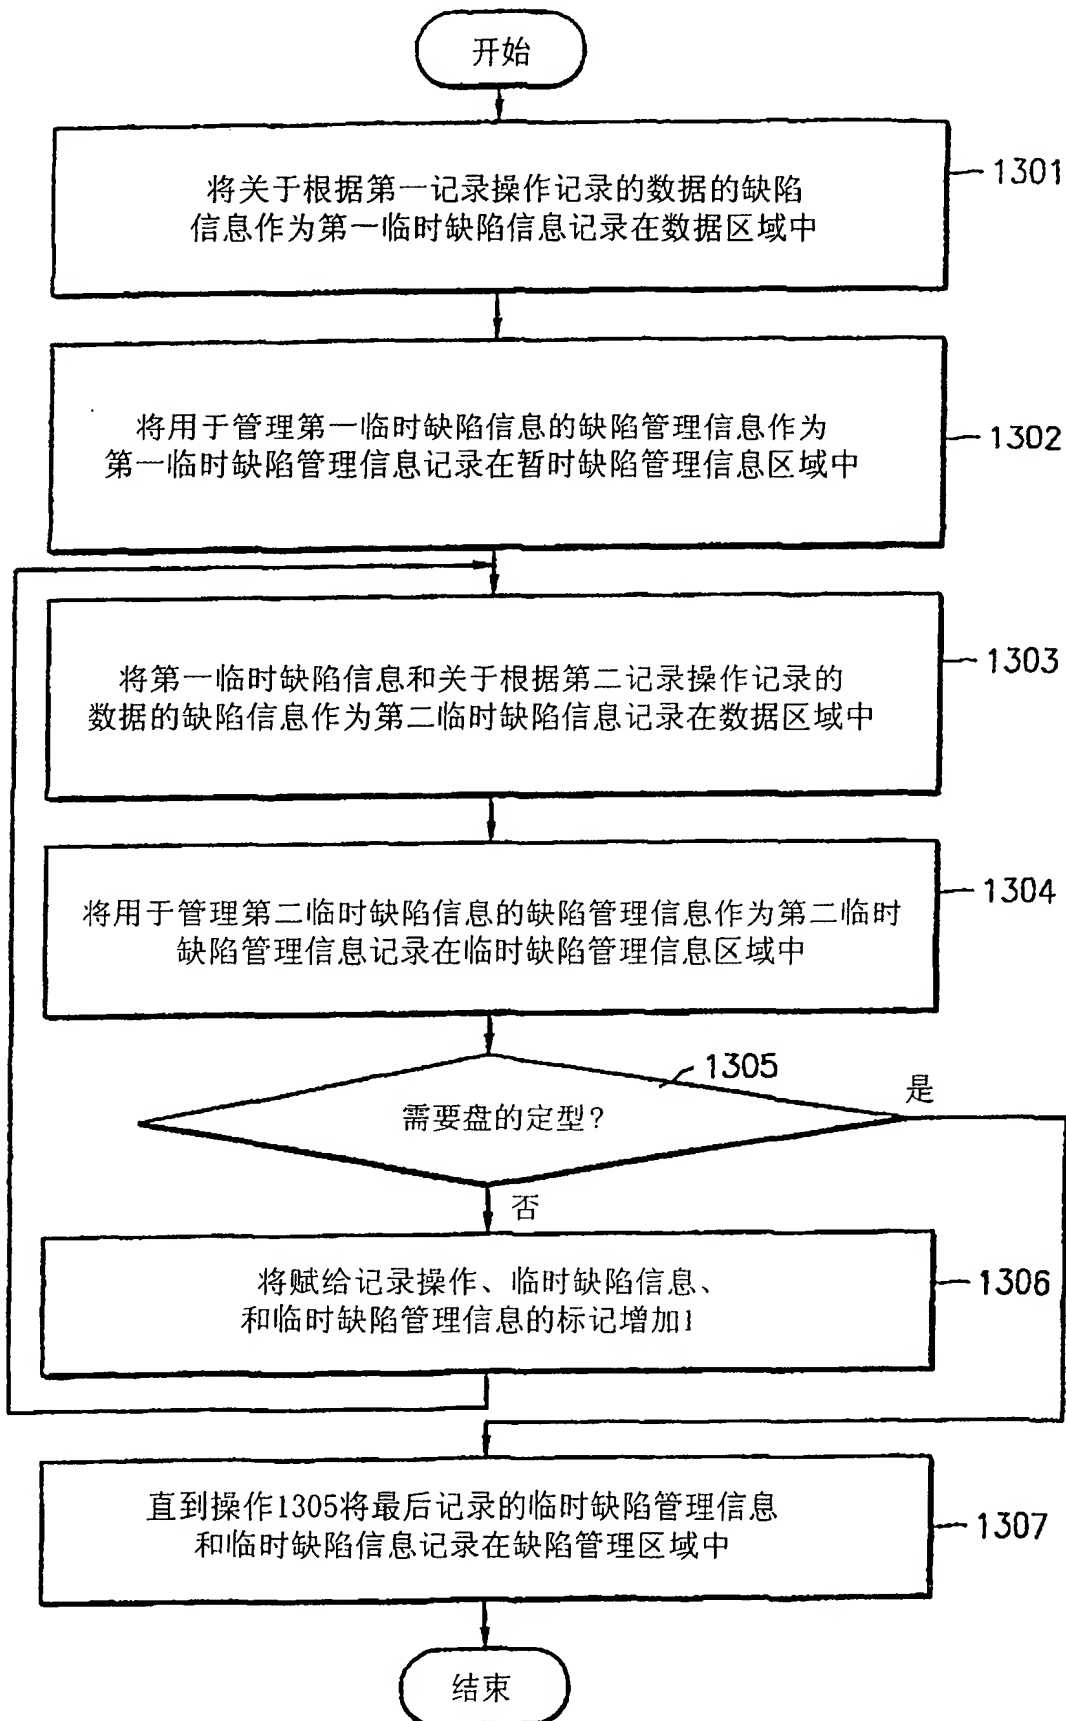 开始
将关于根据第一记录操作记录的数据的缺陷
信息作为第一临时缺陷信息记录在数据区域中
1301
将用于管理第一临时缺陷信息的缺陷管理信息作为
第一临时缺陷管理信息记录在暂时缺陷管理信息区域中
1302
将第一临时缺陷信息和关于根据第二记录操作记录的
数据的缺陷信息作为第二临时缺陷信息记录在数据区域中
1303
将用于管理第二临时缺陷信息的缺陷管理信息作为第二临时
缺陷管理信息记录在临时缺陷管理信息区域中
1304
1305
需要盘的定型?
是
否
将赋给记录操作、临时缺陷信息、
和临时缺陷管理信息的标记增加1
1306
直到操作1305将最后记录的临时缺陷管理信息
和临时缺陷信息记录在缺陷管理区域中
1307
结束